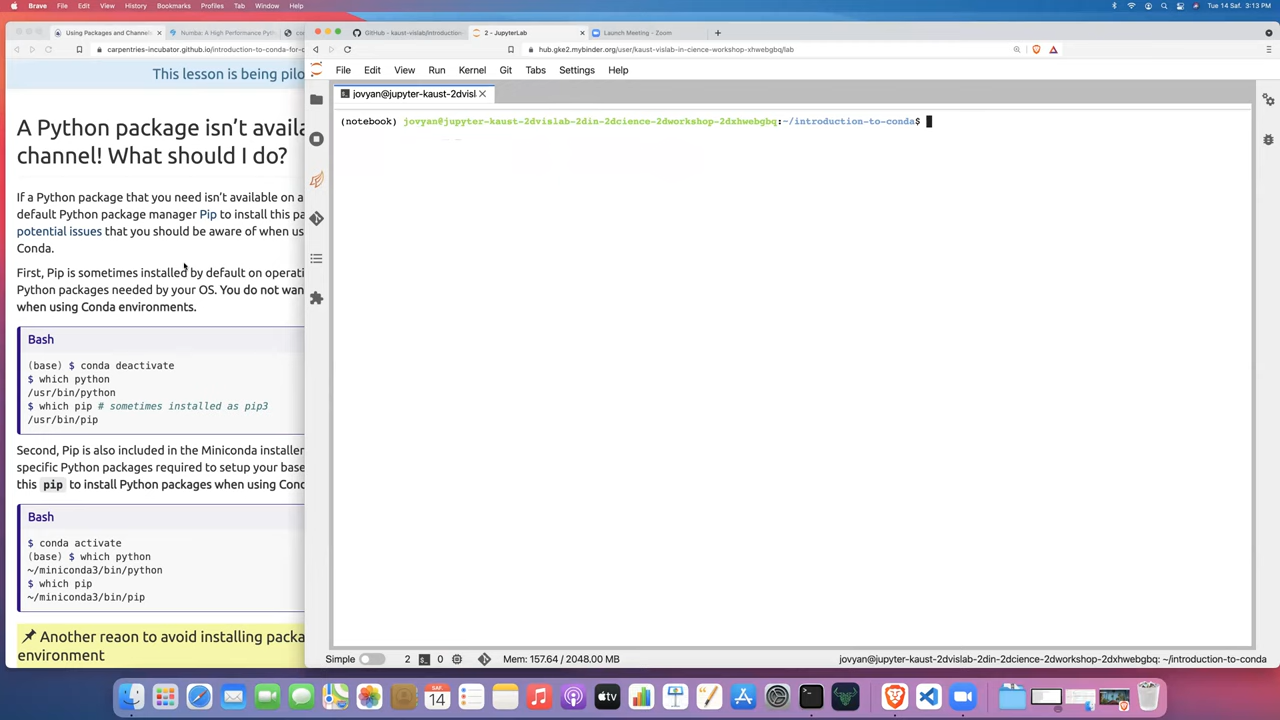 Brave File Edit View History Bookmarks Profiles Tab Window Help
Tue 14 Saf. 3:13 PM
Using Packages and Channels
Numba: A High Performance Pyth
co
carpentries-incubator.github.io/introduction-to-conda-for-
This lesson is being pilo
A Python package isn't availa
channel! What should I do?
If a Python package that you need isn't available on a
default Python package manager Pip to install this pa
potential issues that you should be aware of when us
Conda.
First, Pip is sometimes installed by default on operati
Python packages needed by your OS. You do not wan
when using Conda environments.
Bash
(base) $ conda deactivate
$ which python
/usr/bin/python
$ which pip # sometimes installed as pip3
/usr/bin/pip
Second, Pip is also included in the Miniconda installer
specific Python packages required to setup your base
this pip to install Python packages when using Conc
Bash
$ conda activate
(base) $ which python
~/miniconda3/bin/python
$ which pip
~/miniconda3/bin/pip
Another reaon to avoid installing packa
environment
GitHub - kaust-vislab/introduction-
2 - JupyterLab
Launch Meeting - Zoom
hub.gke2.mybinder.org/user/kaust-vislab-in-cience-workshop-xhwebgbq/lab
File Edit View Run Kernel Git Tabs Settings Help
jovyan@jupyter-kaust-2dvisl
(notebook) jovyan@jupyter-kaust-2dvislab-2din-2dcience-2dworkshop-2dxhwebgbq:~/introduction-to-conda$
Simple 2 0 Mem: 157.64 / 2048.00 MB
jovyan@jupyter-kaust-2dvislab-2din-2dcience-2dworkshop-2dxhwebgbq: ~/introduction-to-conda
SAF.
14
tv